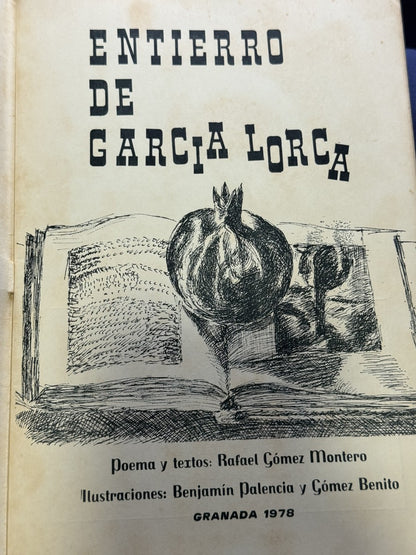 ENTIERRO
DE
GARCIA LORCA
Poema y textos: Rafael Gómez Montero
Ilustraciones: Benjamín Palencia y Gómez Benito
GRANADA 1978